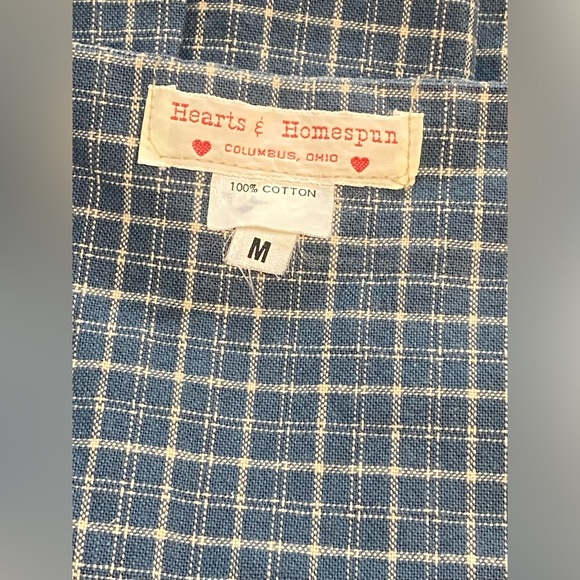 Hearts & Homespun
COLUMBUS, OHIO
100% COTTON
M